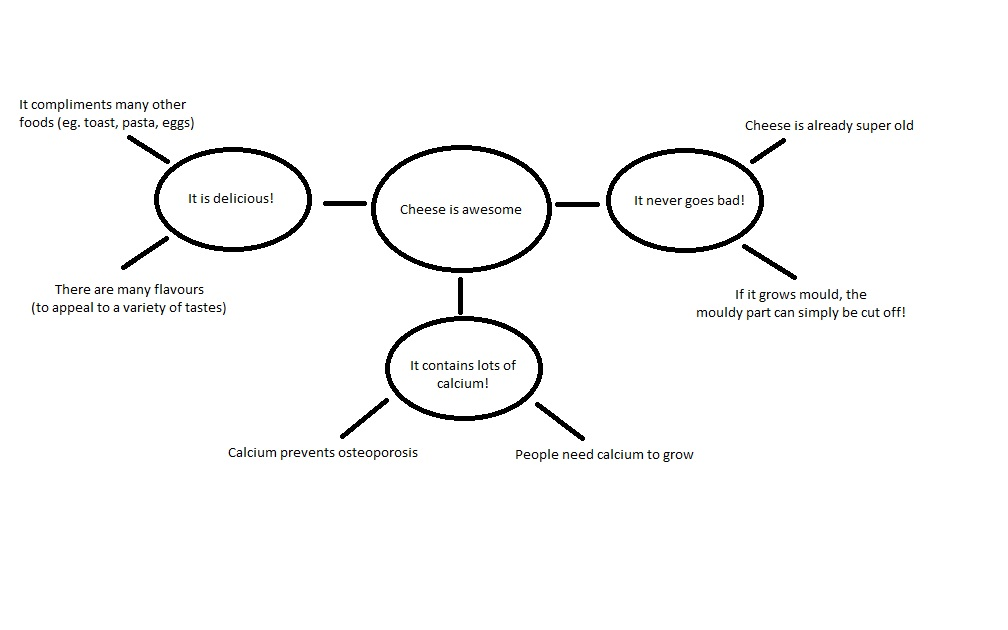 It compliments many other
foods (eg. toast, pasta, eggs)
Cheese is already super old
It is delicious!
Cheese is awesome
It never goes bad!
There are many flavours
(to appeal to a variety of tastes)
If it grows mould, the
mouldy part can simply be cut off!
It contains lots of
calcium!
Calcium prevents osteoporosis
People need calcium to grow